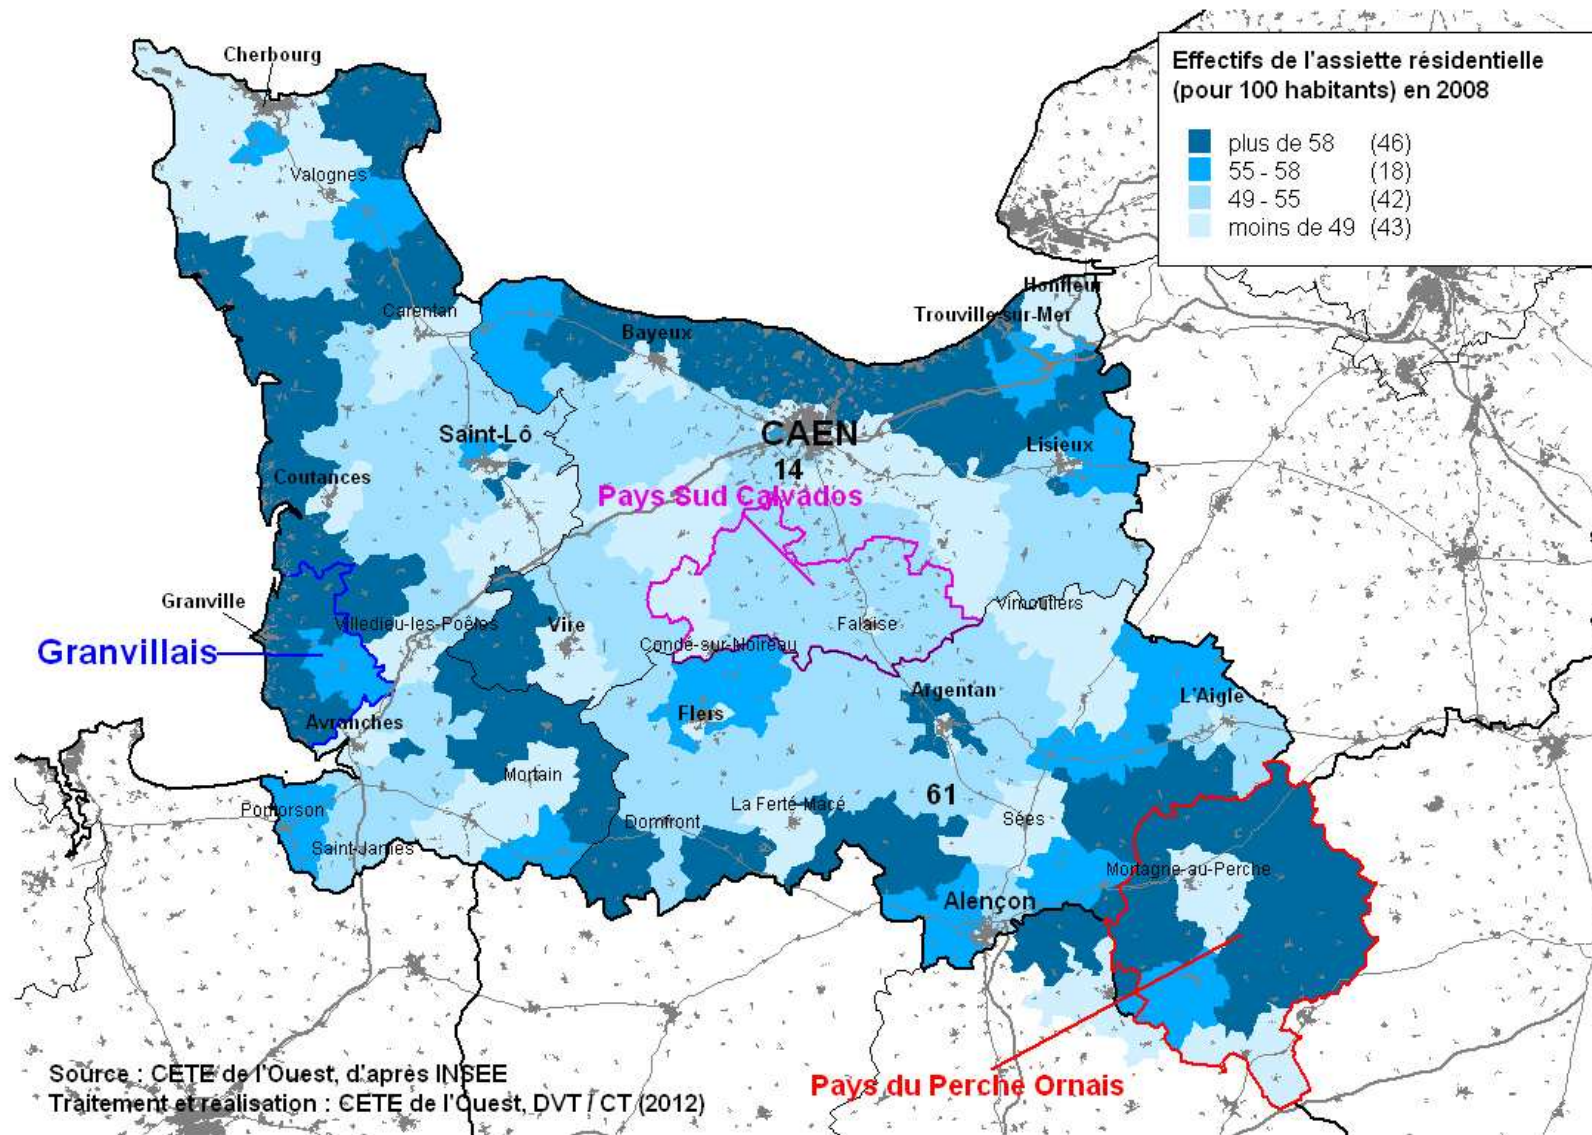 Effectifs de l'assiette résidentielle
(pour 100 habitants) en 2008
plus de 58 (46)
55 - 58 (18)
49 - 55 (42)
moins de 49 (43)
Cherbourg
Valognes
Carentan
Bayeux
Honfleur
Trouville-sur-Mer
Saint-Lô
CAEN
14
Lisieux
Coutances
Pays Sud Calvados
Granville
Villedieu-les-Poêles
Vire
Vimoutiers
Falaise
Condé-sur-Noireau
Granvillais
Argentan
L'Aigle
Flers
Avranches
Mortain
61
La Ferté-Macé
Pontorson
Domfront
Sées
Saint-James
Mortagne-au-Perche
Alençon
Pays du Perche Ornais
Source : CETE de l'Ouest, d'après INSEE
Traitement et réalisation : CETE de l'Ouest, DVT / CT (2012)